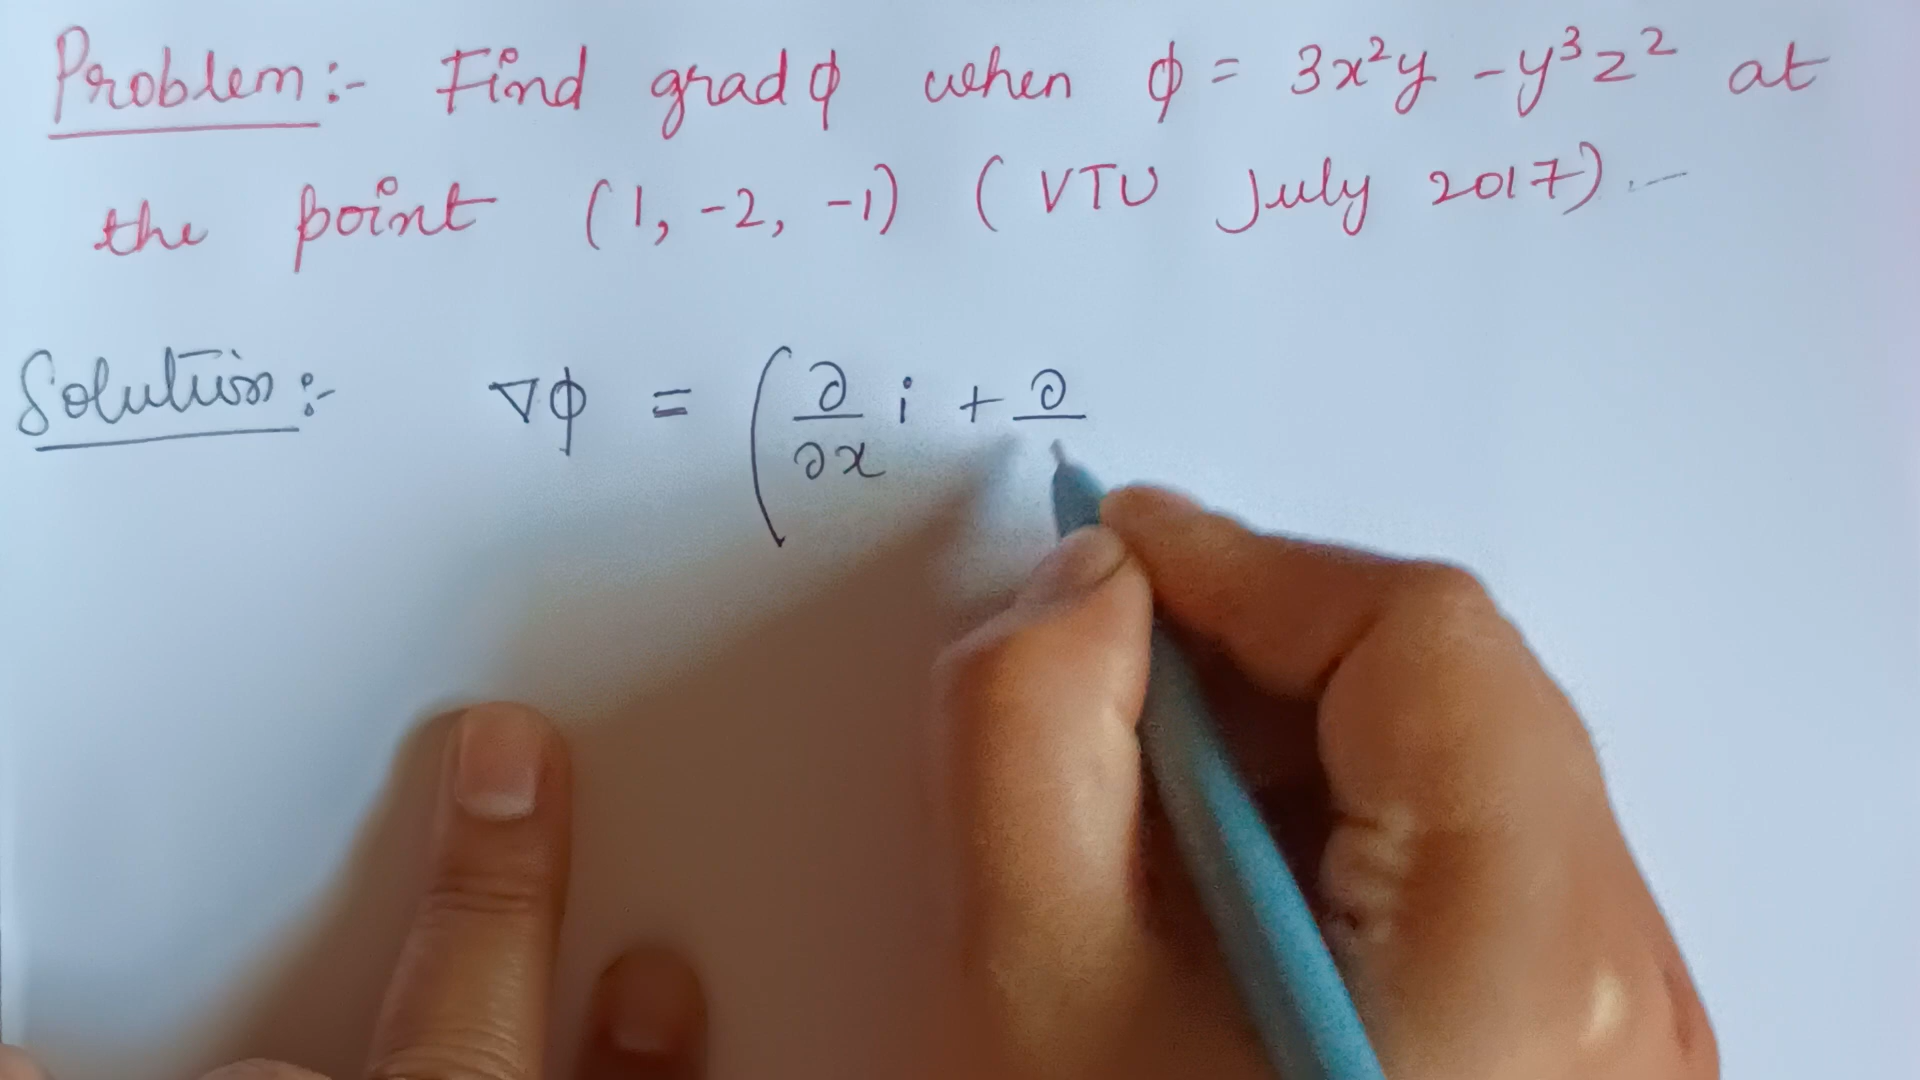 Problem:- Find grad ϕ when ϕ = 3x²y - y³z² at
the point (1, -2, -1) (VTU July 2017).-
Solution:- ∇ϕ = ( ∂/∂x i + ∂/